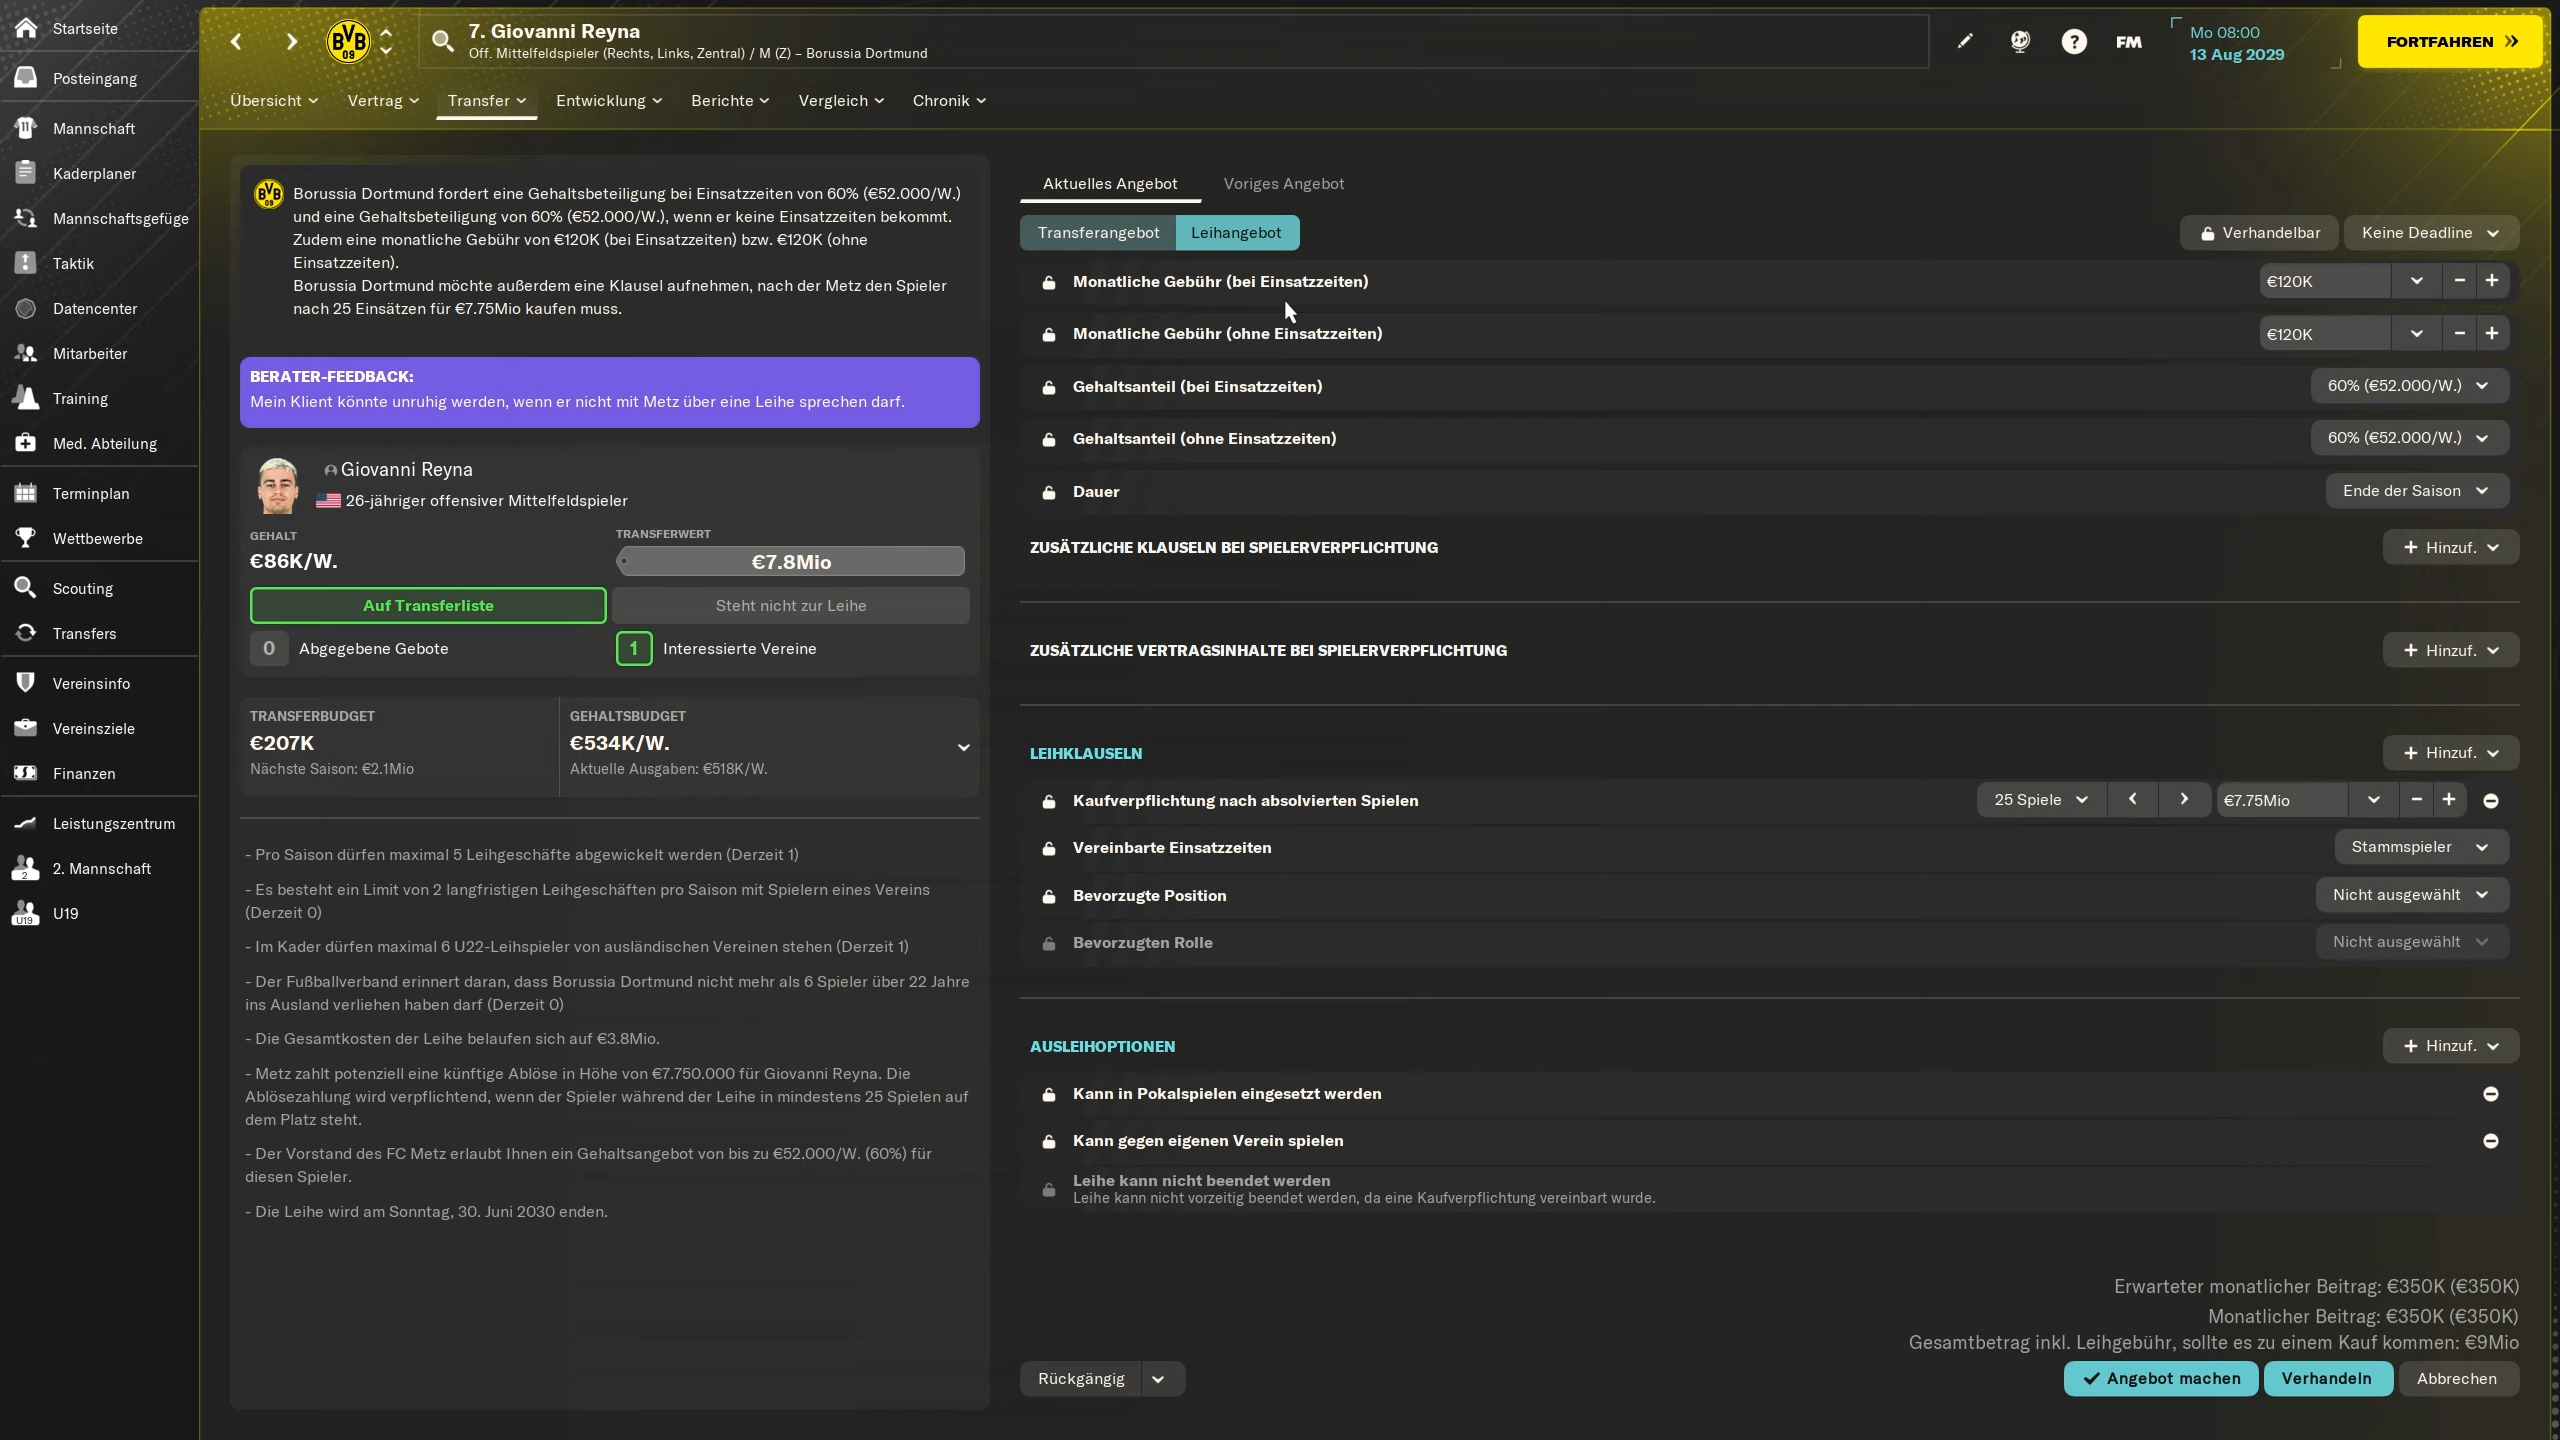 Startseite
Posteingang
Mannschaft
Kaderplaner
Mannschaftsgefüge
Taktik
Datencenter
Mitarbeiter
Training
Med. Abteilung
Terminplan
Wettbewerbe
Scouting
Transfers
Vereinsinfo
Vereinsziele
Finanzen
Leistungszentrum
2. Mannschaft
U19
7. Giovanni Reyna
Off. Mittelfeldspieler (Rechts, Links, Zentral) / M (Z) – Borussia Dortmund
FM
Mo 08:00
13 Aug 2029
FORTFAHREN
Übersicht
Vertrag
Transfer
Entwicklung
Berichte
Vergleich
Chronik
Borussia Dortmund fordert eine Gehaltsbeteiligung bei Einsatzzeiten von 60% (€52.000/W.)
und eine Gehaltsbeteiligung von 60% (€52.000/W.), wenn er keine Einsatzzeiten bekommt.
Zudem eine monatliche Gebühr von €120K (bei Einsatzzeiten) bzw. €120K (ohne
Einsatzzeiten).
Borussia Dortmund möchte außerdem eine Klausel aufnehmen, nach der Metz den Spieler
nach 25 Einsätzen für €7.75Mio kaufen muss.
BERATER-FEEDBACK:
Mein Klient könnte unruhig werden, wenn er nicht mit Metz über eine Leihe sprechen darf.
Giovanni Reyna
26-jähriger offensiver Mittelfeldspieler
GEHALT
€86K/W.
TRANSFERWERT
€7.8Mio
Auf Transferliste
Steht nicht zur Leihe
0 Abgegebene Gebote
1 Interessierte Vereine
TRANSFERBUDGET
€207K
Nächste Saison: €2.1Mio
GEHALTSBUDGET
€534K/W.
Aktuelle Ausgaben: €518K/W.
- Pro Saison dürfen maximal 5 Leihgeschäfte abgewickelt werden (Derzeit 1)
- Es besteht ein Limit von 2 langfristigen Leihgeschäften pro Saison mit Spielern eines Vereins
(Derzeit 0)
- Im Kader dürfen maximal 6 U22-Leihspieler von ausländischen Vereinen stehen (Derzeit 1)
- Der Fußballverband erinnert daran, dass Borussia Dortmund nicht mehr als 6 Spieler über 22 Jahre
ins Ausland verliehen haben darf (Derzeit 0)
- Die Gesamtkosten der Leihe belaufen sich auf €3.8Mio.
- Metz zahlt potenziell eine künftige Ablöse in Höhe von €7.750.000 für Giovanni Reyna. Die
Ablösezahlung wird verpflichtend, wenn der Spieler während der Leihe in mindestens 25 Spielen auf
dem Platz steht.
- Der Vorstand des FC Metz erlaubt Ihnen ein Gehaltsangebot von bis zu €52.000/W. (60%) für
diesen Spieler.
- Die Leihe wird am Sonntag, 30. Juni 2030 enden.
Aktuelles Angebot
Voriges Angebot
Transferangebot
Leihangebot
Verhandelbar
Keine Deadline
Monatliche Gebühr (bei Einsatzzeiten) €120K
Monatliche Gebühr (ohne Einsatzzeiten) €120K
Gehaltsanteil (bei Einsatzzeiten) 60% (€52.000/W.)
Gehaltsanteil (ohne Einsatzzeiten) 60% (€52.000/W.)
Dauer Ende der Saison
ZUSÄTZLICHE KLAUSELN BEI SPIELERVERPFLICHTUNG + Hinzuf.
ZUSÄTZLICHE VERTRAGSINHALTE BEI SPIELERVERPFLICHTUNG + Hinzuf.
LEIHKLAUSELN + Hinzuf.
Kaufverpflichtung nach absolvierten Spielen 25 Spiele €7.75Mio
Vereinbarte Einsatzzeiten Stammspieler
Bevorzugte Position Nicht ausgewählt
Bevorzugten Rolle Nicht ausgewählt
AUSLEIHOPTIONEN + Hinzuf.
Kann in Pokalspielen eingesetzt werden
Kann gegen eigenen Verein spielen
Leihe kann nicht beendet werden
Leihe kann nicht vorzeitig beendet werden, da eine Kaufverpflichtung vereinbart wurde.
Erwarteter monatlicher Beitrag: €350K (€350K)
Monatlicher Beitrag: €350K (€350K)
Gesamtbetrag inkl. Leihgebühr, sollte es zu einem Kauf kommen: €9Mio
Rückgängig
Angebot machen
Verhandeln
Abbrechen